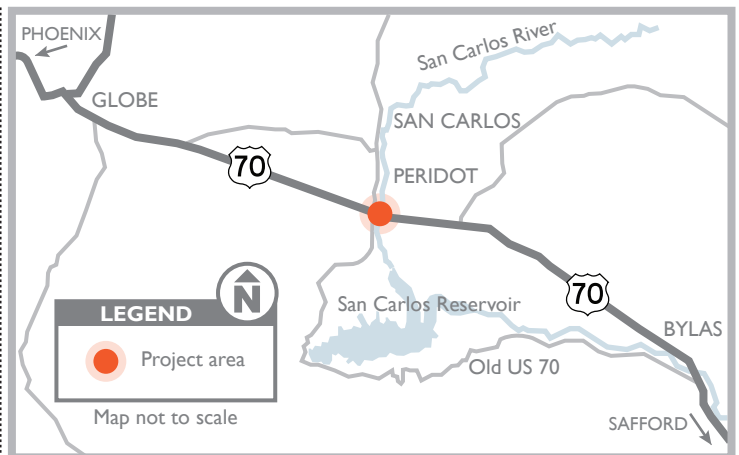 PHOENIX
San Carlos River
GLOBE
SAN CARLOS
70
PERIDOT
N
70
San Carlos Reservoir
LEGEND
BYLAS
Project area
Old US 70
Map not to scale
SAFFORD